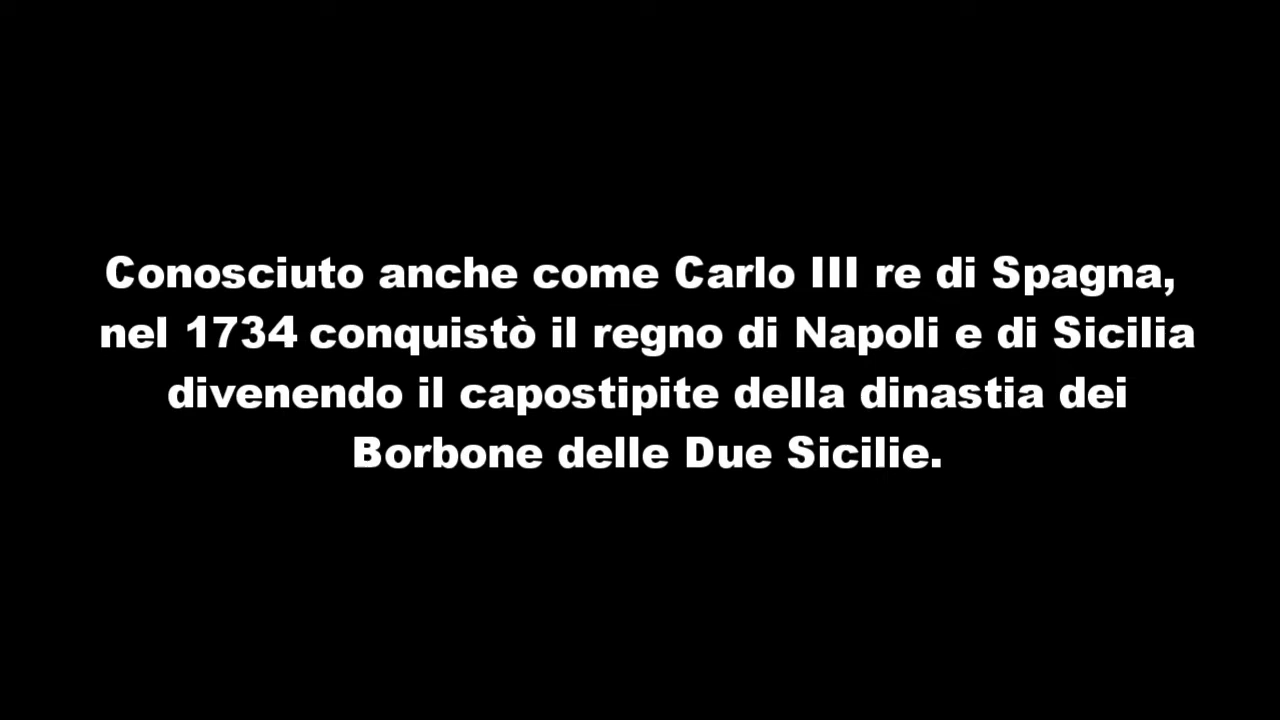 Conosciuto anche come Carlo III re di Spagna,
nel 1734 conquistò il regno di Napoli e di Sicilia
divenendo il capostipite della dinastia dei
Borbone delle Due Sicilie.